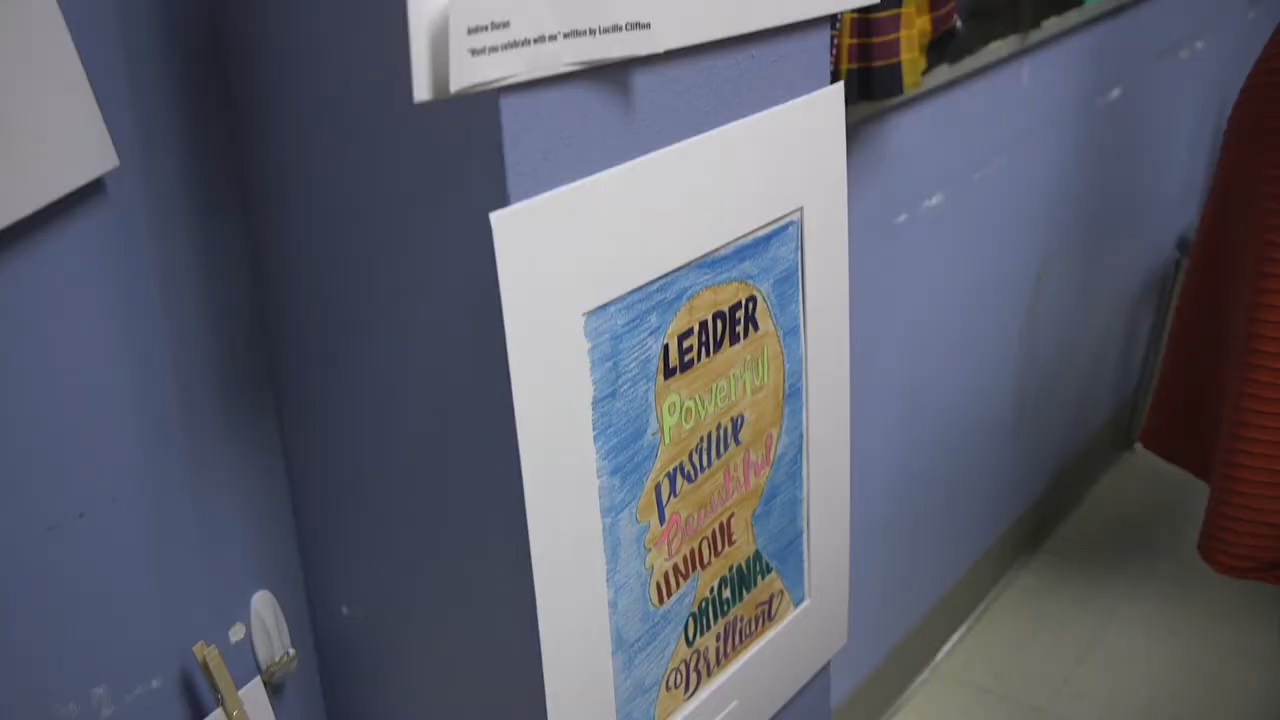 Andrew Duran
"Wont you celebrate with me" written by Lucille Clifton
LEADER
Powerful
positive
Beautiful
UNIQUE
ORIGINAL
Brilliant